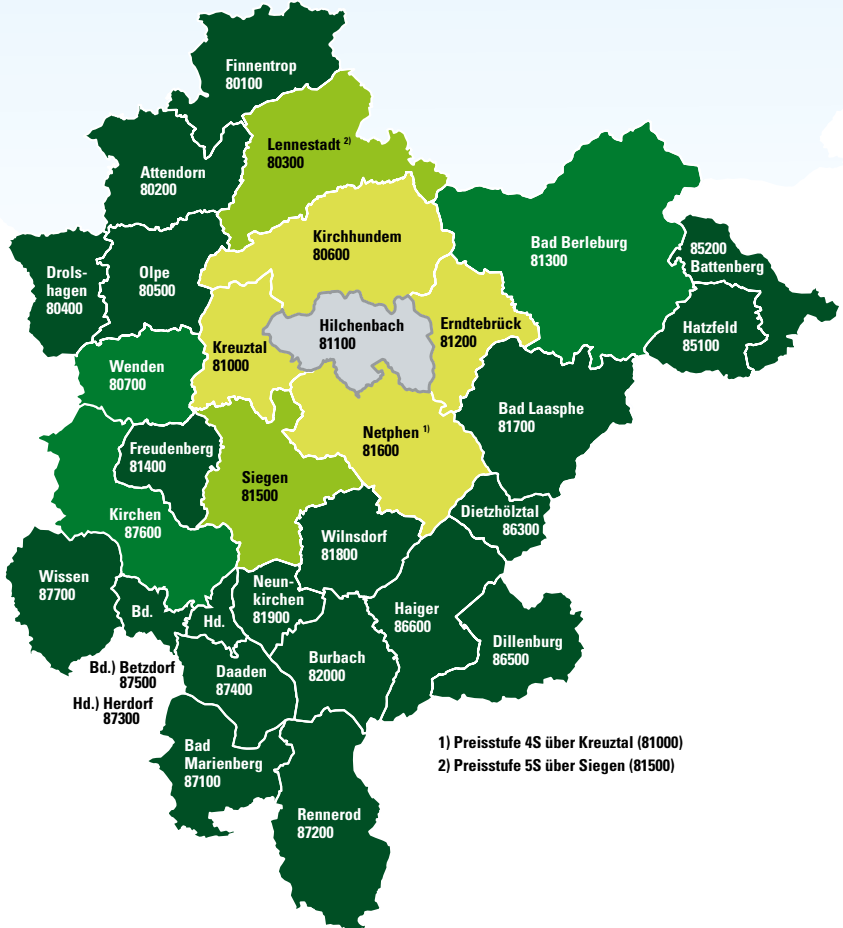 Finnentrop
80100
Lennestadt 2)
80300
Attendorn
80200
Kirchhundem
80600
Bad Berleburg
81300
85200
Battenberg
Drols-
hagen
80400
Olpe
80500
Hatzfeld
85100
Hilchenbach
81100
Erndtebrück
81200
Kreuztal
81000
Wenden
80700
Bad Laasphe
81700
Netphen 1)
81600
Freudenberg
81400
Siegen
81500
Dietzhölztal
86300
Kirchen
87600
Wilnsdorf
81800
Wissen
87700
Neun-
kirchen
81900
Bd.
Hd.
Haiger
86600
Dillenburg
86500
Burbach
82000
Bd.) Betzdorf
87500
Daaden
87400
Hd.) Herdorf
87300
Bad
Marienberg
87100
1) Preisstufe 4S über Kreuztal (81000)
2) Preisstufe 5S über Siegen (81500)
Rennerod
87200